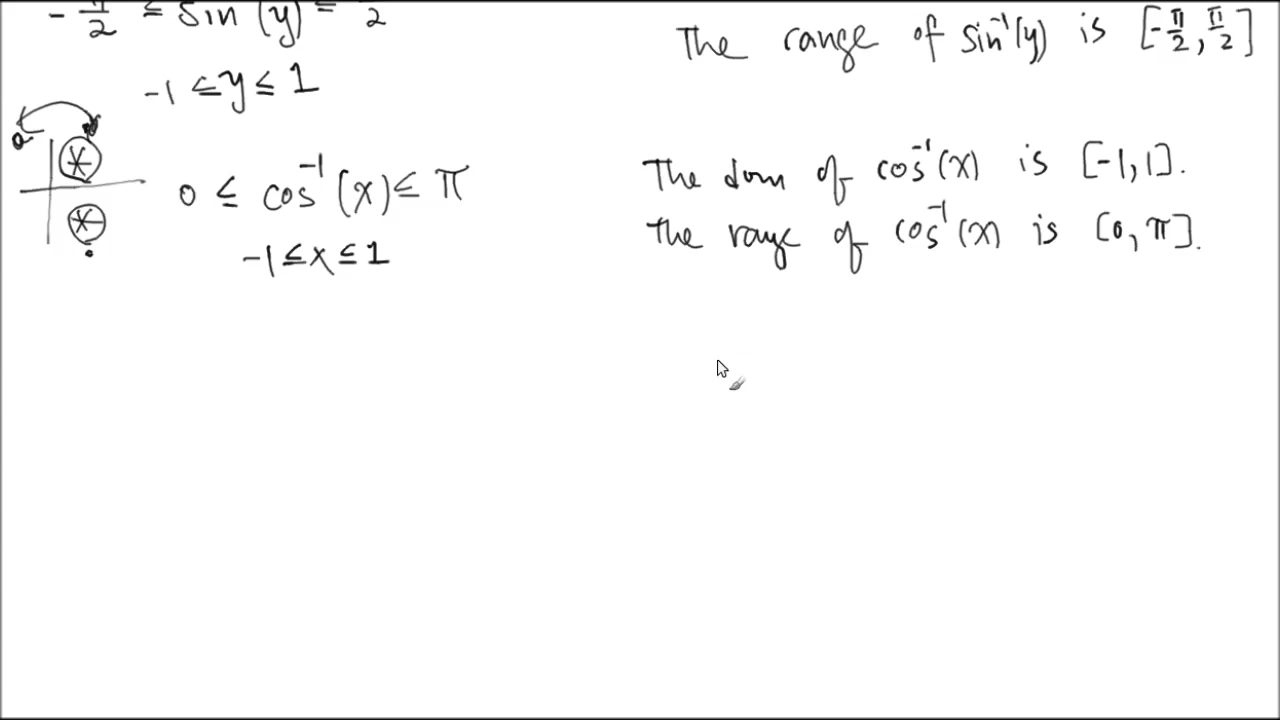 -π/2 ≤ sin (y) ≤ 2
-1 ≤ y ≤ 1
0 ≤ cos⁻¹(x) ≤ π
-1 ≤ x ≤ 1
The range of sin⁻¹(y) is [-π/2, π/2]
The dom of cos⁻¹(x) is [-1, 1].
The range of cos⁻¹(x) is [0, π].